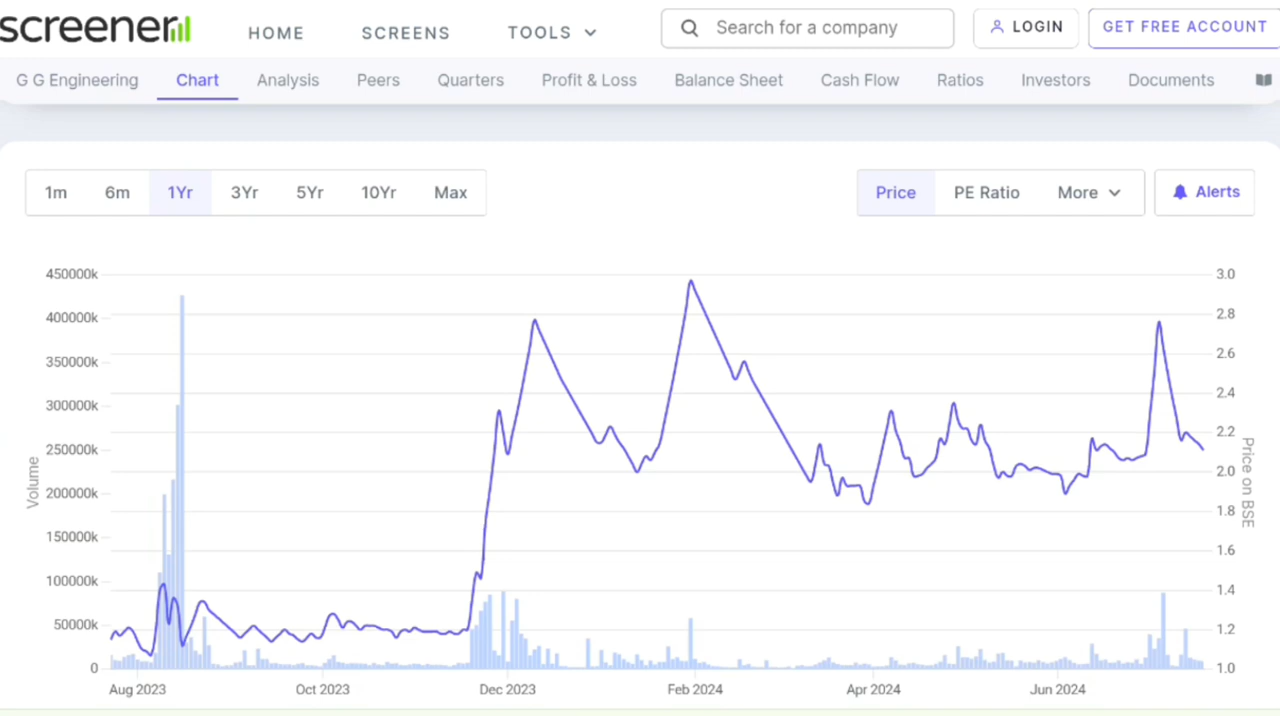 screener
HOME SCREENS TOOLS
Search for a company
LOGIN
GET FREE ACCOUNT
G G Engineering Chart Analysis Peers Quarters Profit & Loss Balance Sheet Cash Flow Ratios Investors Documents
1m 6m 1Yr 3Yr 5Yr 10Yr Max
Price PE Ratio More
Alerts
450000k
400000k
350000k
300000k
250000k
200000k
150000k
100000k
50000k
0
Volume
3.0
2.8
2.6
2.4
2.2
2.0
1.8
1.6
1.4
1.2
1.0
Price on BSE
Aug 2023 Oct 2023 Dec 2023 Feb 2024 Apr 2024 Jun 2024